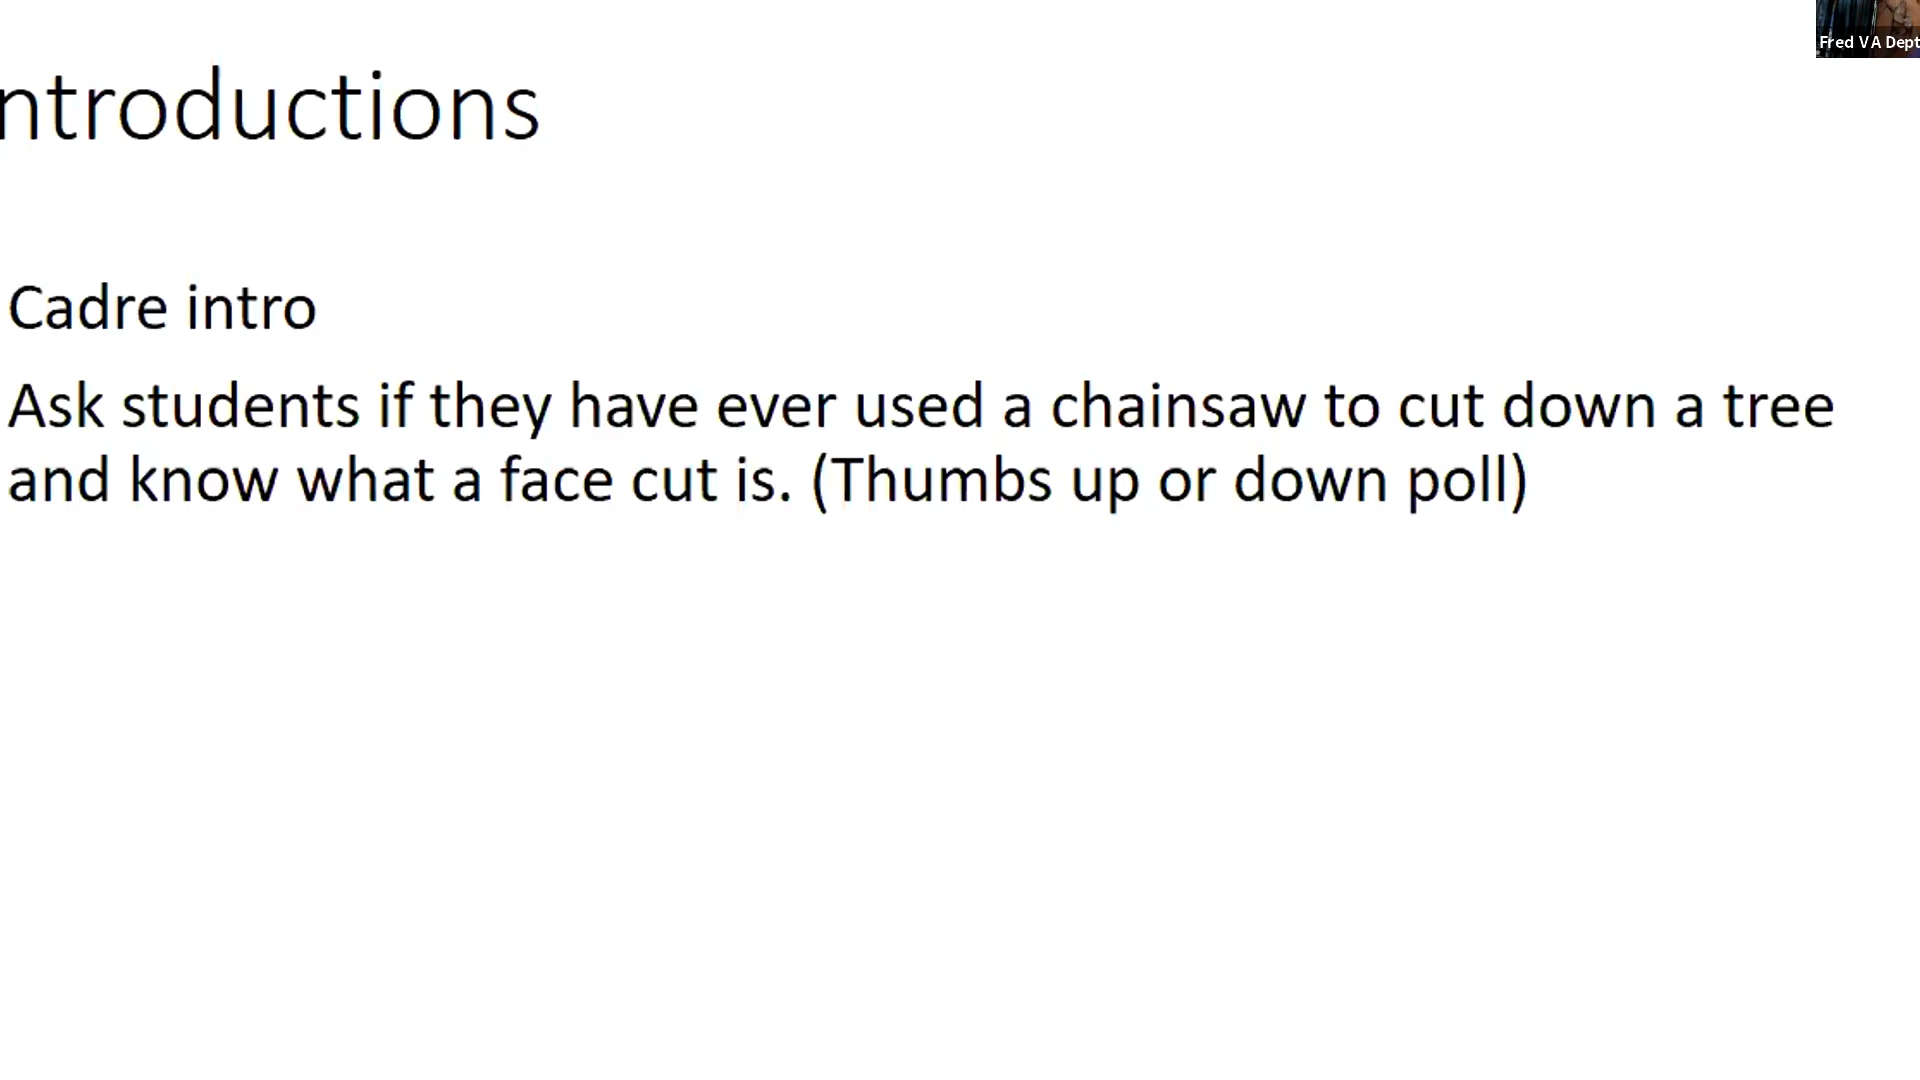 Fred VA Dept
ntroductions
Cadre intro
Ask students if they have ever used a chainsaw to cut down a tree
and know what a face cut is. (Thumbs up or down poll)